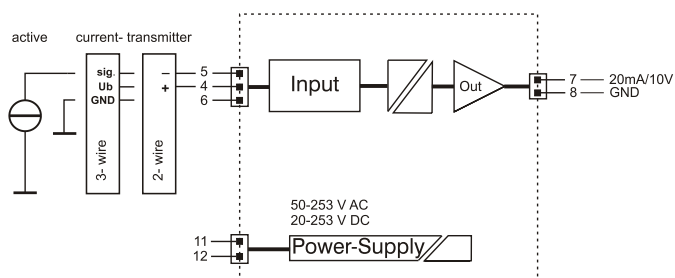 active current- transmitter
sig. − 5
Ub + 4
GND 6
3- wire
2- wire
Input
Out
7 20mA/10V
8 GND
50-253 V AC
20-253 V DC
11
12
Power-Supply